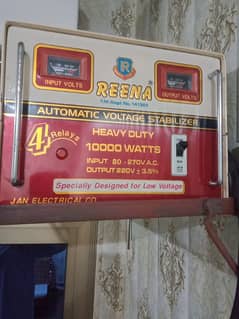 R
INPUT VOLTS
OUTPUT VOLTS
REENA®
AUTOMATIC VOLTAGE STABILIZER
4 Relays
HEAVY DUTY
10000 WATTS
INPUT 80 - 270V A.C.
OUTPUT 220V ± 3.5%
Specially Designed for Low Voltage
JAN ELECTRICAL CO.